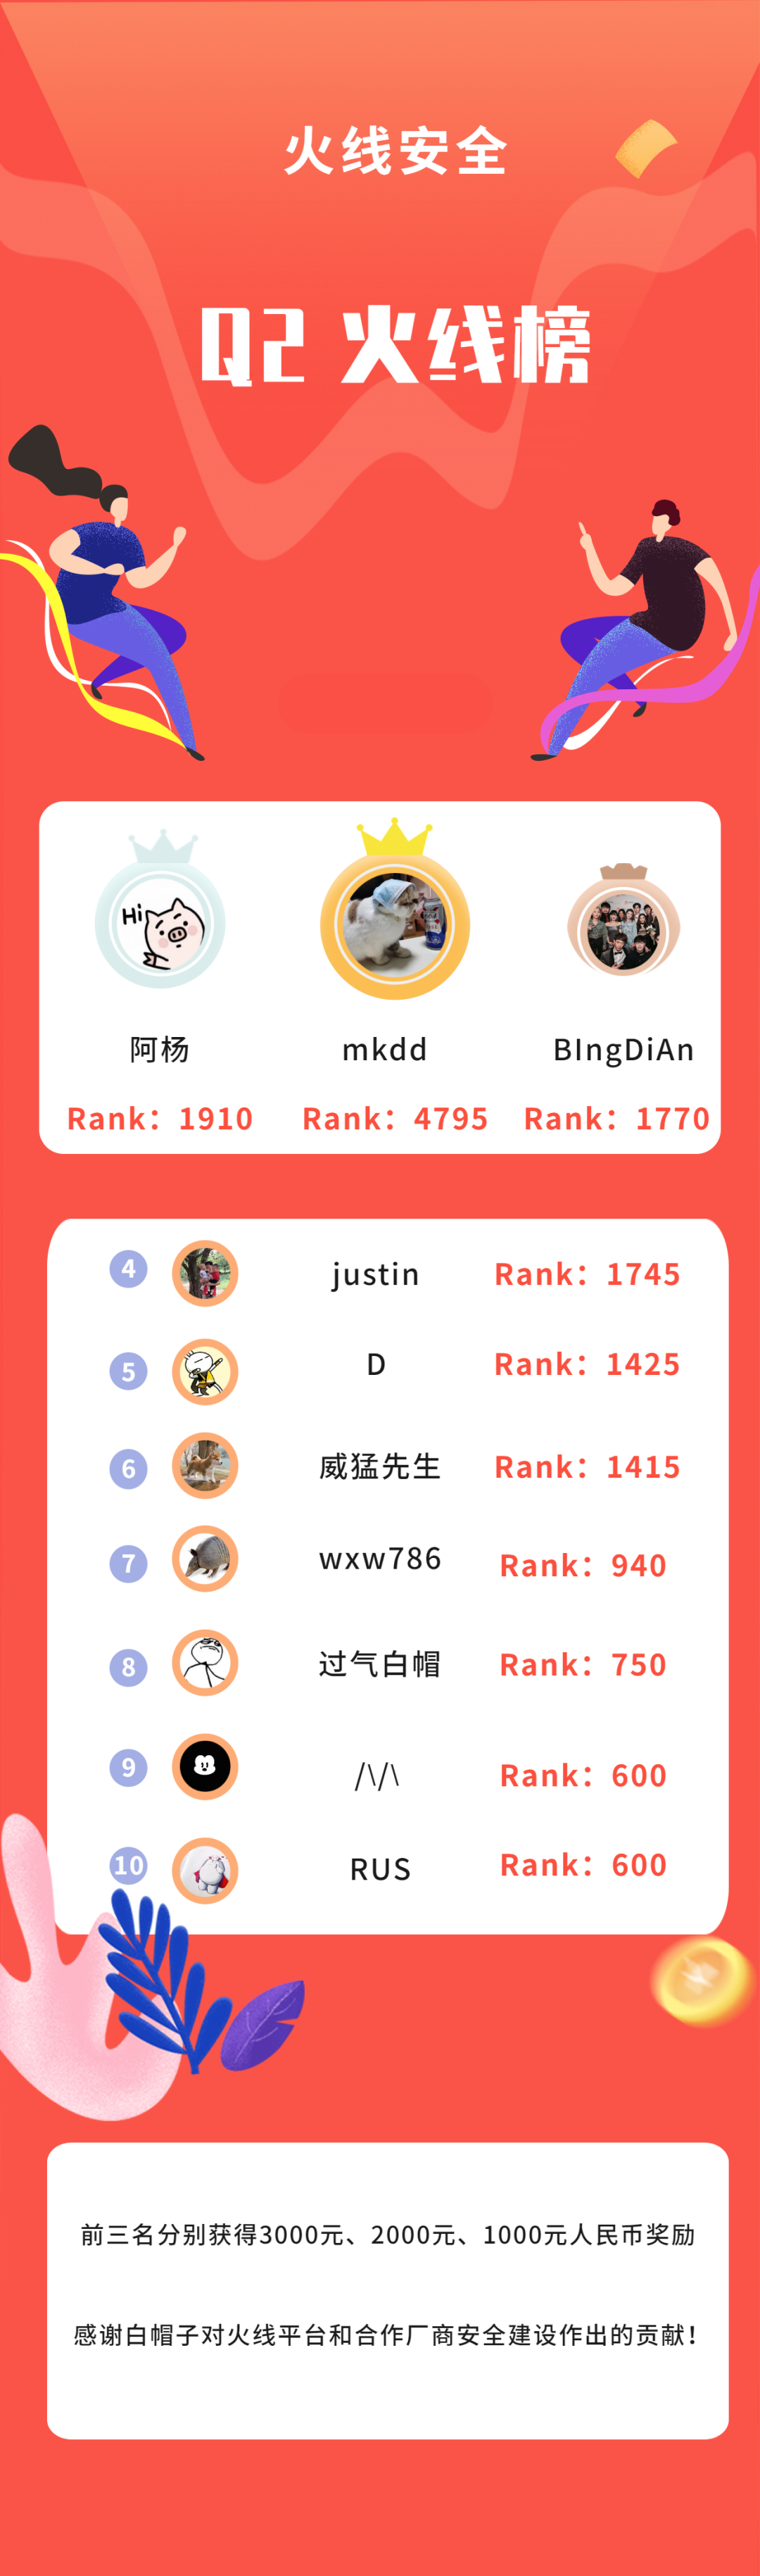 火线安全
Q2 火线榜
Hi
阿杨 mkdd BIngDiAn
Rank：1910 Rank：4795 Rank：1770
4 justin Rank：1745
5 D Rank：1425
6 威猛先生 Rank：1415
7 wxw786 Rank：940
8 过气白帽 Rank：750
9 /\/\ Rank：600
10 RUS Rank：600
前三名分别获得3000元、2000元、1000元人民币奖励
感谢白帽子对火线平台和合作厂商安全建设作出的贡献！